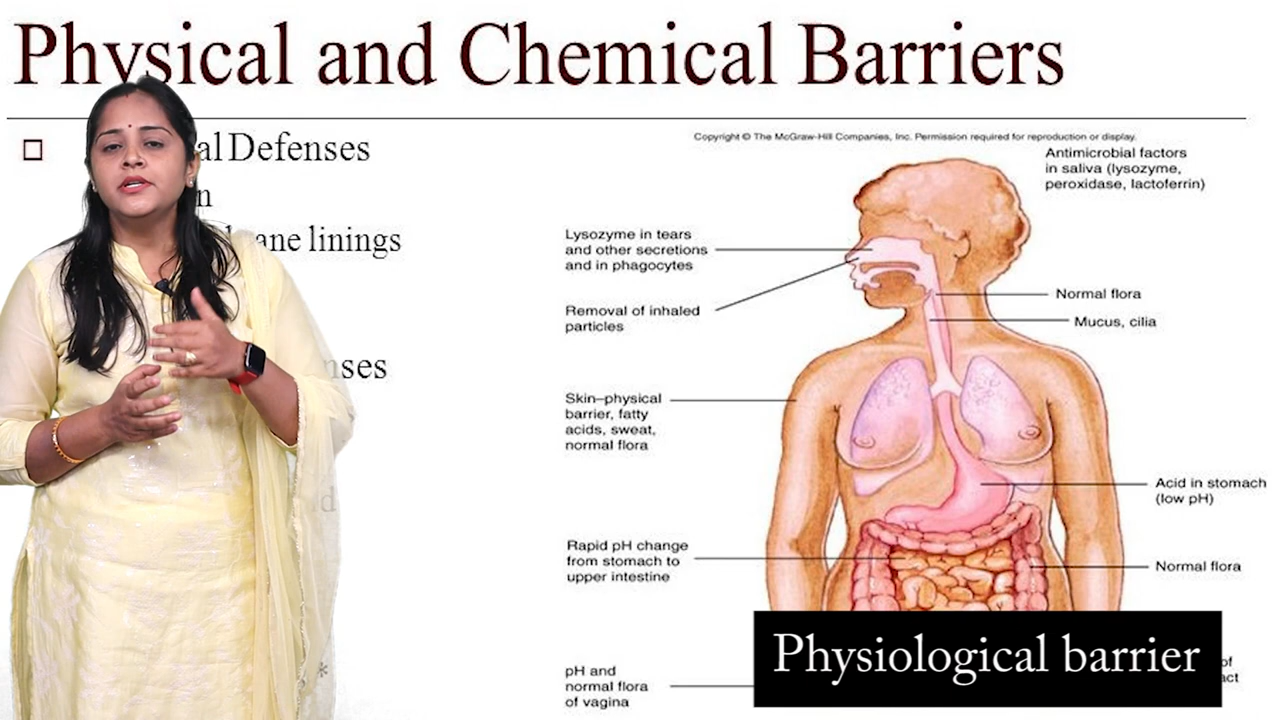 Physical and Chemical Barriers
Defenses
linings
Copyright © The McGraw-Hill Companies, Inc. Permission required for reproduction or display.
Antimicrobial factors
in saliva (lysozyme,
peroxidase, lactoferrin)
Lysozyme in tears
and other secretions
and in phagocytes
Removal of inhaled
particles
Normal flora
Mucus, cilia
Skin–physical
barrier, fatty
acids, sweat,
normal flora
Acid in stomach
(low pH)
Rapid pH change
from stomach to
upper intestine
Normal flora
pH and
normal flora
of vagina
of
Physiological barrier